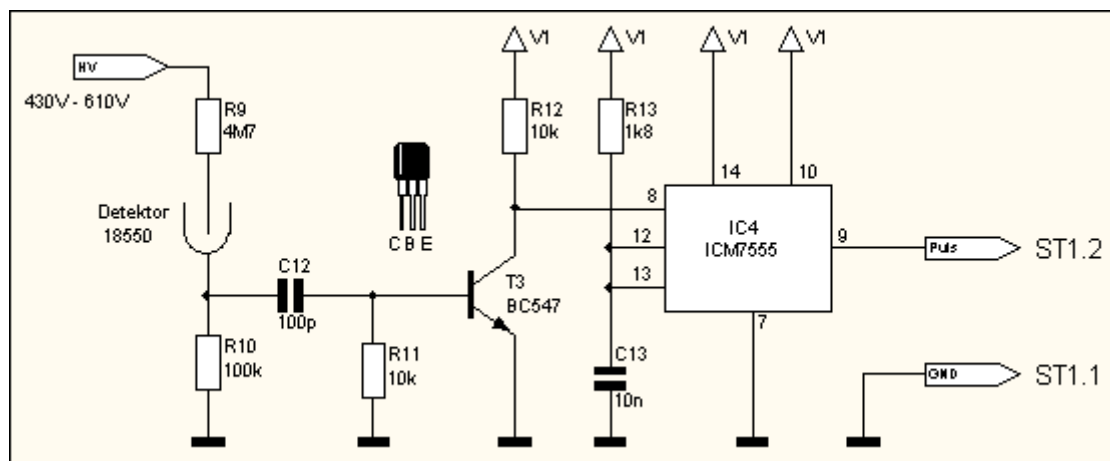 HV
430V - 610V
R9
4M7
Detektor
18550
R10
100k
C12
100p
R11
10k
C B E
T3
BC547
V1
R12
10k
V1
R13
1k8
V1
V1
14
10
8
12
13
IC4
ICM7555
9
7
C13
10n
Puls
ST1.2
GND
ST1.1